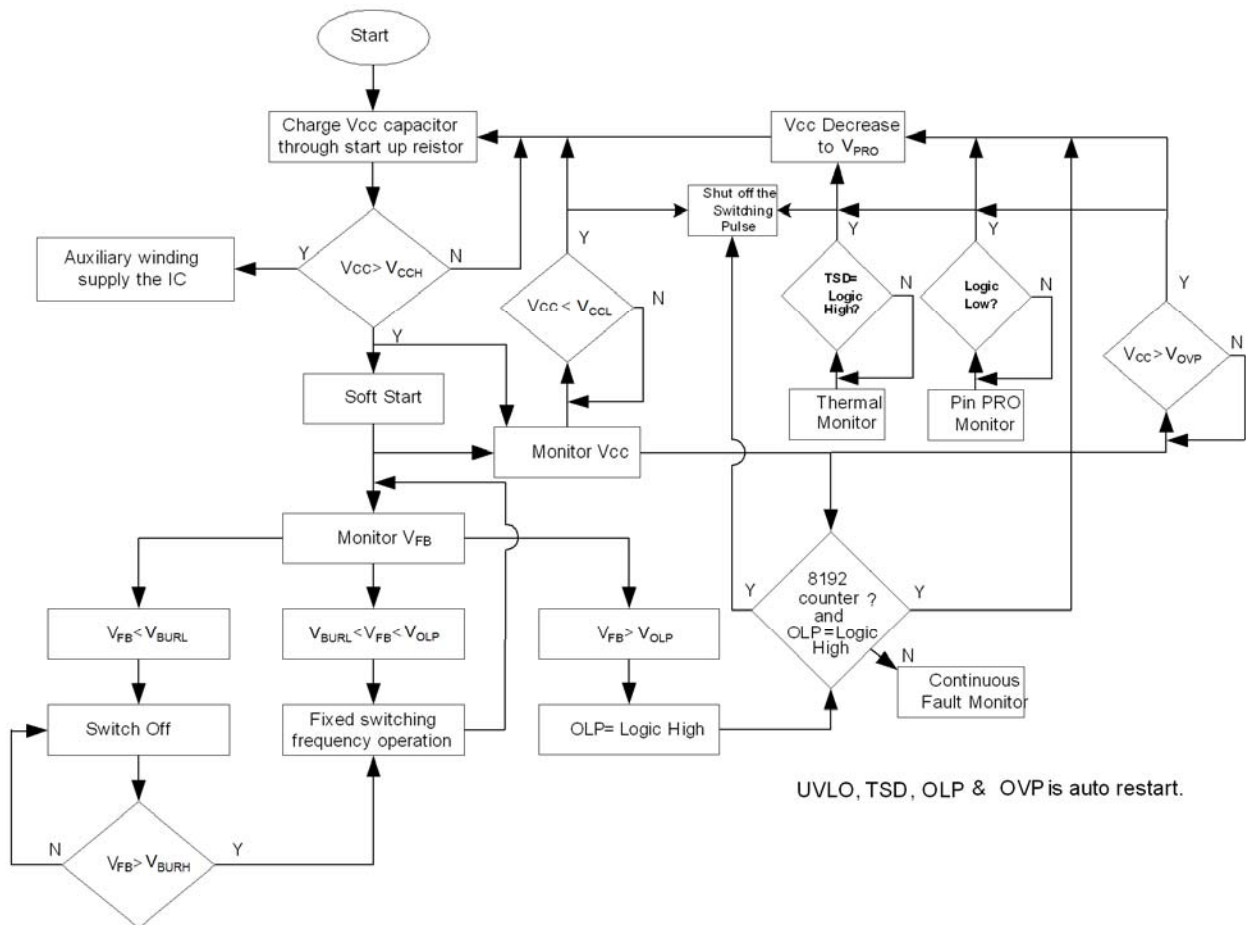 Start
Charge Vcc capacitor
through start up reistor
Vcc Decrease
to VPRO
Shut off the
Switching
Pulse
Auxiliary winding
supply the IC
Y
Vcc> VCCH
N
Y
Y
Vcc < VCCL
N
Y
TSD=
Logic
High?
N
Y
Logic
Low?
N
Y
VCC> VOVP
N
Soft Start
Thermal
Monitor
Pin PRO
Monitor
Monitor Vcc
Monitor VFB
VFB< VBURL
VBURL<VFB< VOLP
VFB> VOLP
Y
8192
counter ?
and
OLP=Logic
High
Y
N
Continuous
Fault Monitor
Switch Off
Fixed switching
frequency operation
OLP= Logic High
UVLO, TSD, OLP & OVP is auto restart.
N
VFB> VBURH
Y